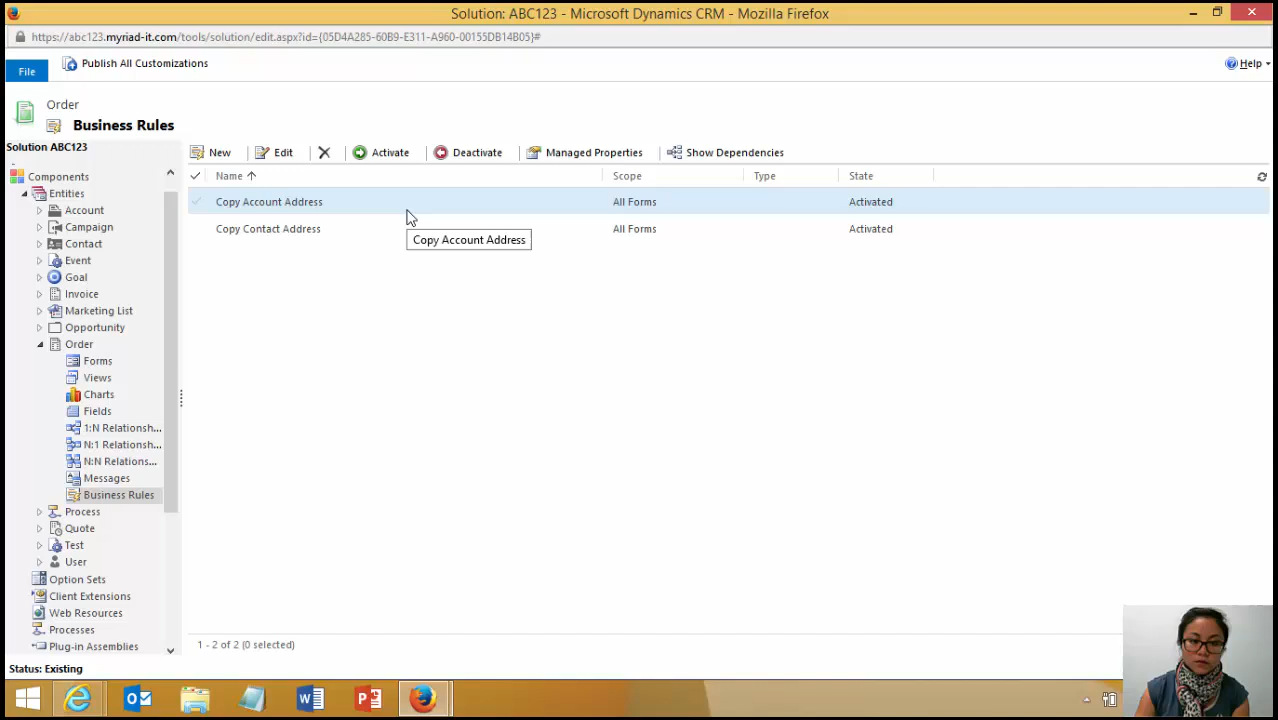 Solution: ABC123 - Microsoft Dynamics CRM - Mozilla Firefox
https://abc123.myriad-it.com/tools/solution/edit.aspx?id={05D4A285-60B9-E311-A960-00155DB14B05}#
File
Publish All Customizations
Help
Order
Business Rules
Solution ABC123
New
Edit
Activate
Deactivate
Managed Properties
Show Dependencies
Name
Scope
Type
State
Copy Account Address
All Forms
Activated
Copy Contact Address
All Forms
Activated
Copy Account Address
Components
Entities
Account
Campaign
Contact
Event
Goal
Invoice
Marketing List
Opportunity
Order
Forms
Views
Charts
Fields
1:N Relationsh...
N:1 Relationsh...
N:N Relations...
Messages
Business Rules
Process
Quote
Test
User
Option Sets
Client Extensions
Web Resources
Processes
Plug-in Assemblies
1 - 2 of 2 (0 selected)
Status: Existing